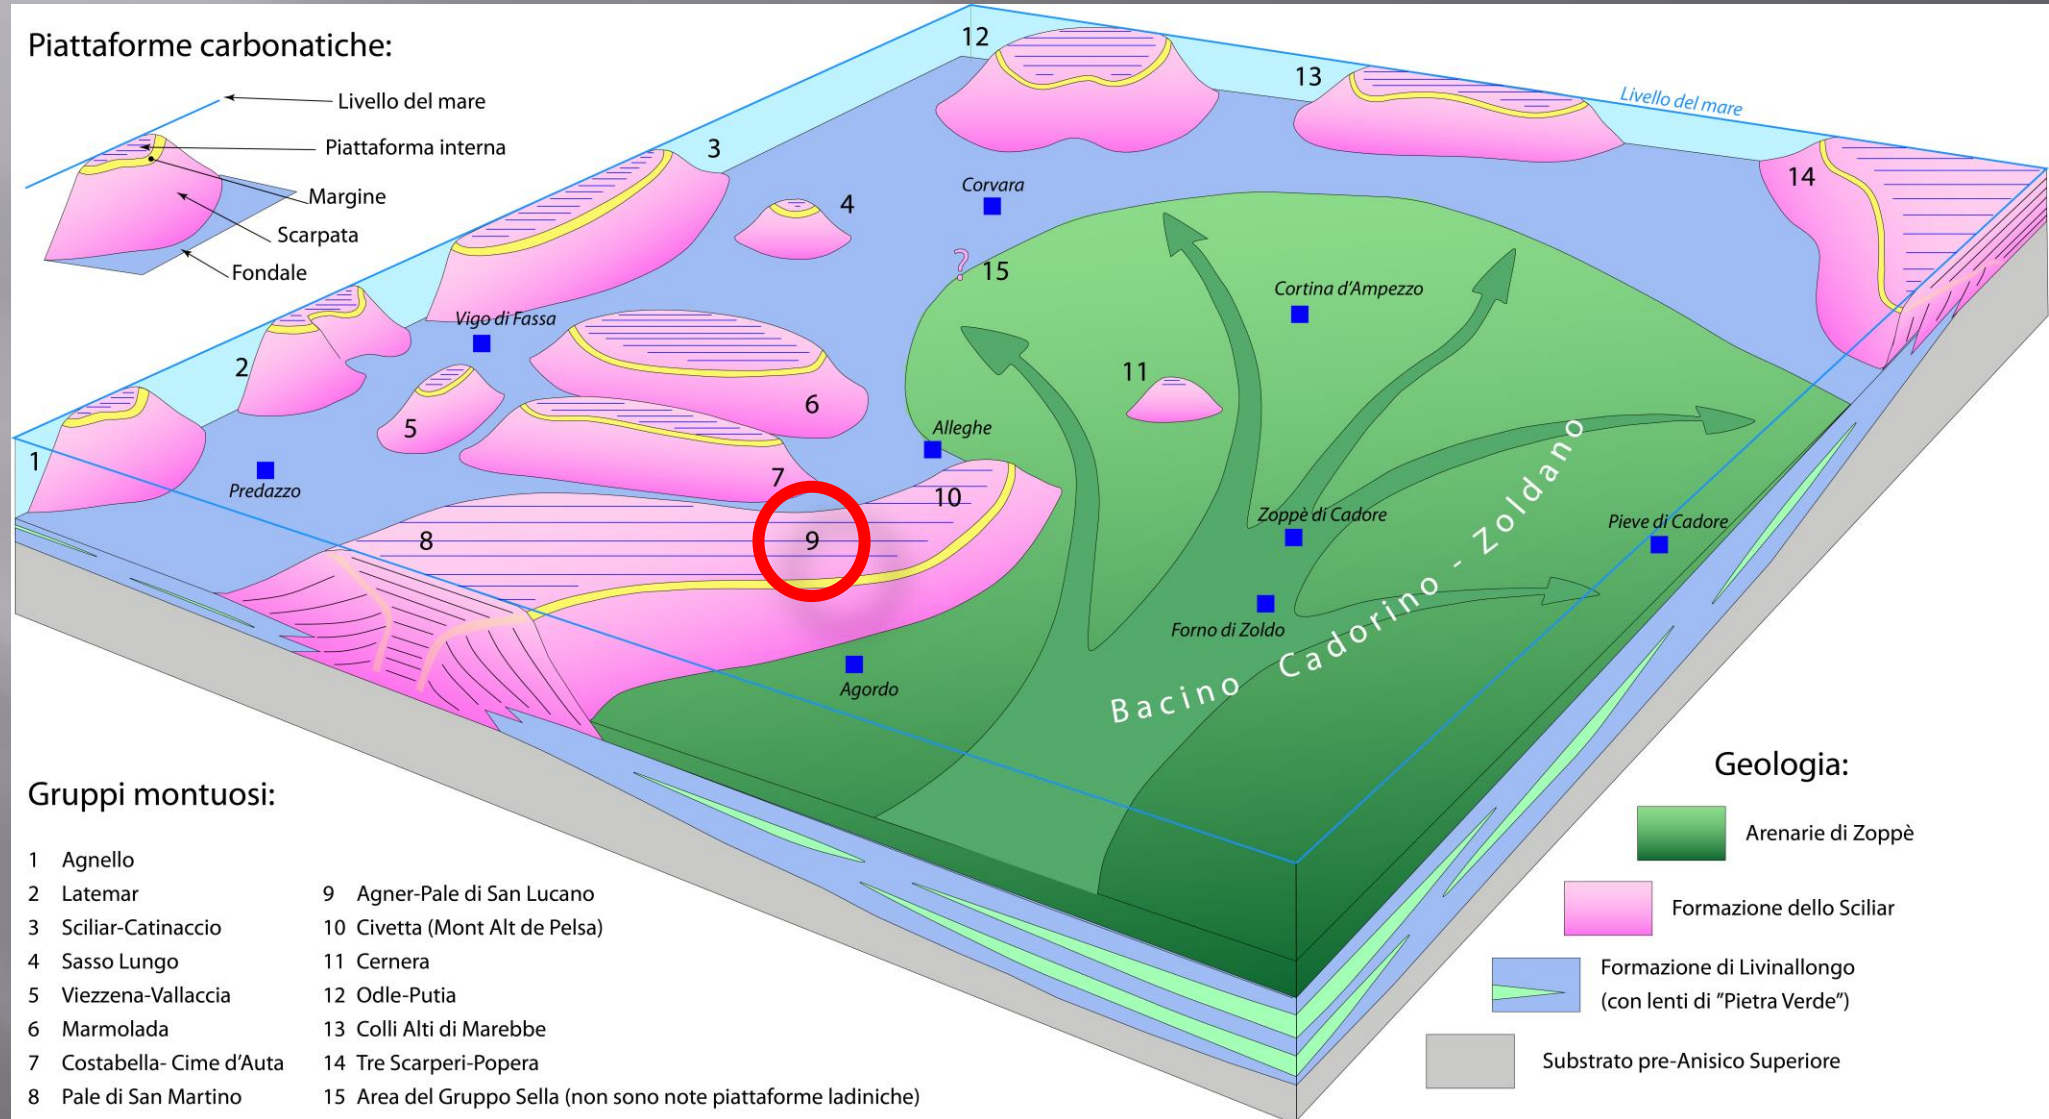 Piattaforme carbonatiche:
Livello del mare
Piattaforma interna
Margine
Scarpata
Fondale
12
13
Livello del mare
3
14
4
Corvara
?
15
Cortina d'Ampezzo
Vigo di Fassa
2
11
6
5
Alleghe
1
7
10
Predazzo
8
9
Zoppè di Cadore
Pieve di Cadore
Forno di Zoldo
Agordo
Bacino Cadorino - Zoldano
Gruppi montuosi:
1 Agnello
2 Latemar
3 Sciliar-Catinaccio
4 Sasso Lungo
5 Viezzena-Vallaccia
6 Marmolada
7 Costabella- Cime d'Auta
8 Pale di San Martino
9 Agner-Pale di San Lucano
10 Civetta (Mont Alt de Pelsa)
11 Cernera
12 Odle-Putia
13 Colli Alti di Marebbe
14 Tre Scarperi-Popera
15 Area del Gruppo Sella (non sono note piattaforme ladiniche)
Geologia:
Arenarie di Zoppè
Formazione dello Sciliar
Formazione di Livinallongo
(con lenti di "Pietra Verde")
Substrato pre-Anisico Superiore